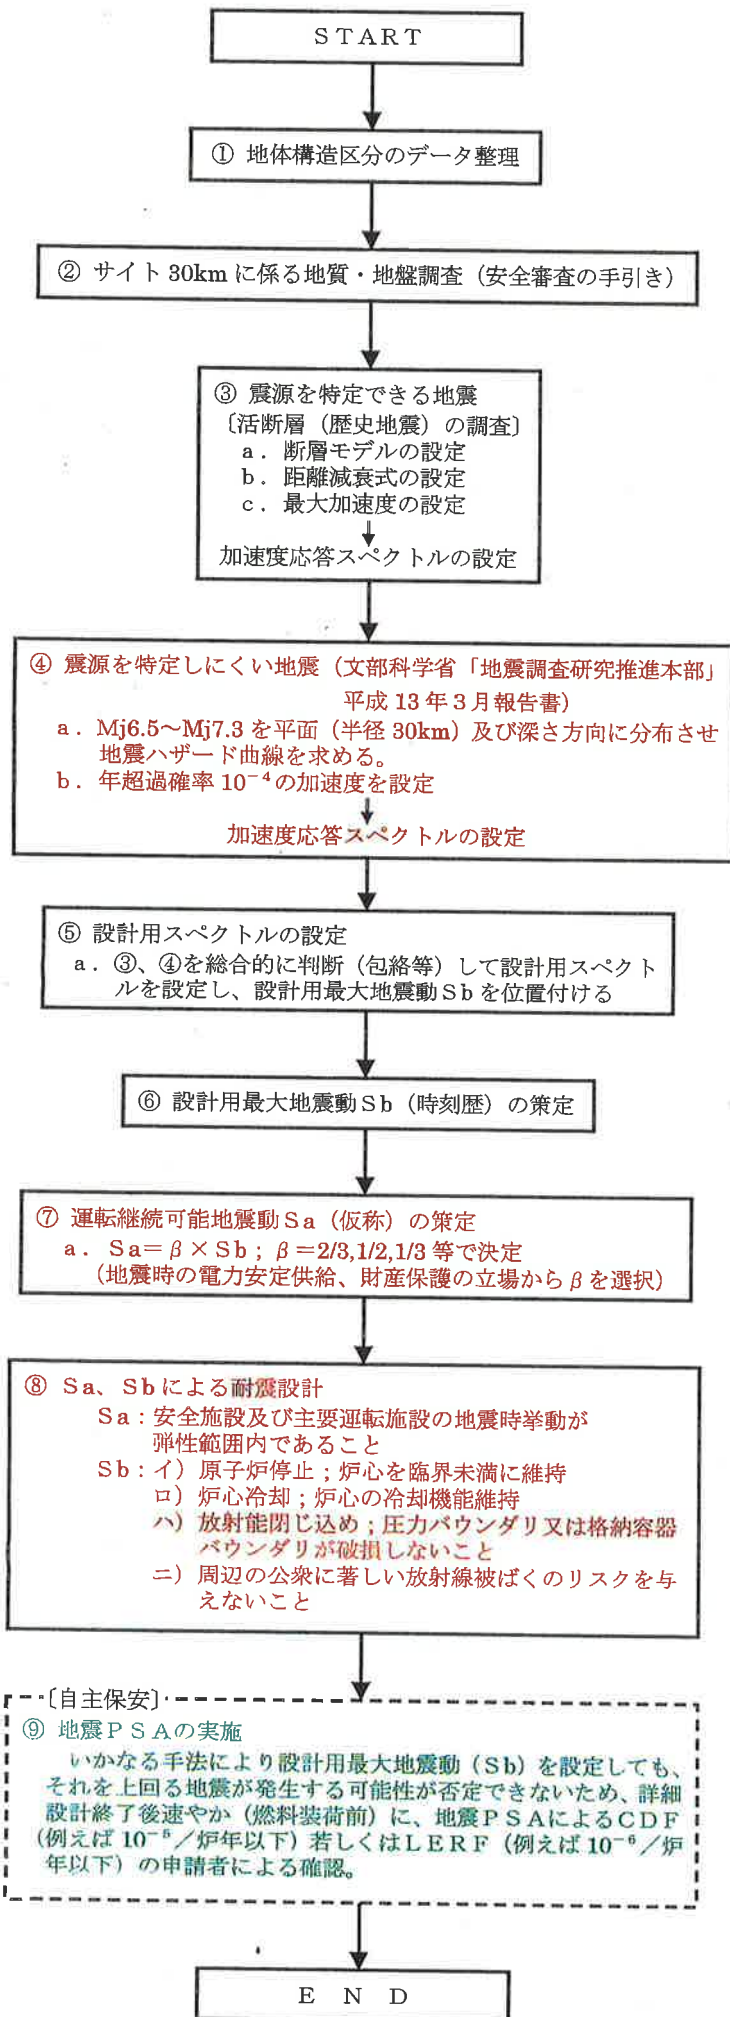 START
① 地体構造区分のデータ整理
② サイト30kmに係る地質・地盤調査（安全審査の手引き）
③ 震源を特定できる地震
〔活断層（歴史地震）の調査〕
a．断層モデルの設定
b．距離減衰式の設定
c．最大加速度の設定
加速度応答スペクトルの設定
④ 震源を特定しにくい地震（文部科学省「地震調査研究推進本部」
平成13年3月報告書）
a．Mj6.5～Mj7.3を平面（半径30km）及び深さ方向に分布させ
地震ハザード曲線を求める。
b．年超過確率10⁻⁴の加速度を設定
加速度応答スペクトルの設定
⑤ 設計用スペクトルの設定
a．③、④を総合的に判断（包絡等）して設計用スペクト
ルを設定し、設計用最大地震動Sbを位置付ける
⑥ 設計用最大地震動Sb（時刻歴）の策定
⑦ 運転継続可能地震動Sa（仮称）の策定
a．Sa＝β×Sb；β＝2/3,1/2,1/3等で決定
（地震時の電力安定供給、財産保護の立場からβを選択）
⑧ Sa、Sbによる耐震設計
Sa：安全施設及び主要運転施設の地震時挙動が
弾性範囲内であること
Sb：イ）原子炉停止；炉心を臨界未満に維持
ロ）炉心冷却；炉心の冷却機能維持
ハ）放射能閉じ込め；圧力バウンダリ又は格納容器
バウンダリが破損しないこと
ニ）周辺の公衆に著しい放射線被ばくのリスクを与
えないこと
〔自主保安〕
⑨ 地震PSAの実施
いかなる手法により設計用最大地震動（Sb）を設定しても、
それを上回る地震が発生する可能性が否定できないため、詳細
設計終了後速やか（燃料装荷前）に、地震PSAによるCDF
（例えば10⁻⁵／炉年以下）若しくはLERF（例えば10⁻⁶／炉
年以下）の申請者による確認。
END